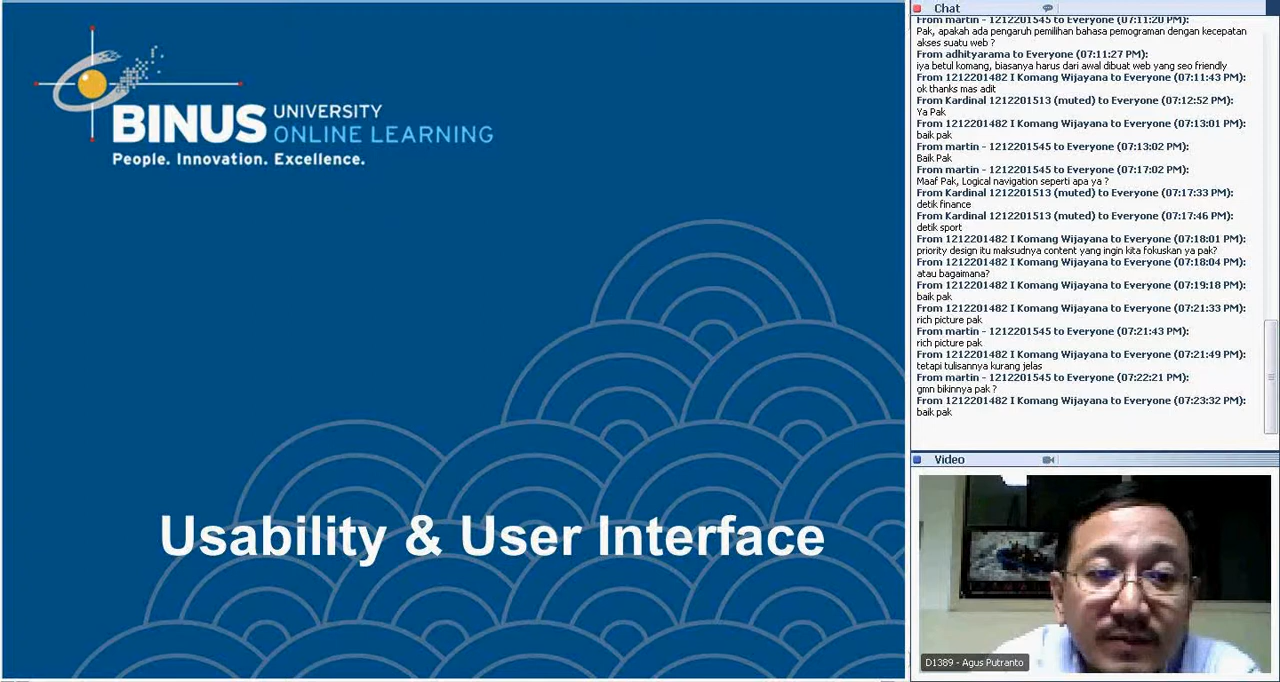 BINUS UNIVERSITY
ONLINE LEARNING
People. Innovation. Excellence.
Usability & User Interface
Chat
From martin - 1212201545 to Everyone (07:11:20 PM):
Pak, apakah ada pengaruh pemilihan bahasa pemograman dengan kecepatan
akses suatu web ?
From adhityarama to Everyone (07:11:27 PM):
iya betul komang, biasanya harus dari awal dibuat web yang seo friendly
From 1212201482 I Komang Wijayana to Everyone (07:11:43 PM):
ok thanks mas adit
From Kardinal 1212201513 (muted) to Everyone (07:12:52 PM):
Ya Pak
From 1212201482 I Komang Wijayana to Everyone (07:13:01 PM):
baik pak
From martin - 1212201545 to Everyone (07:13:02 PM):
Baik Pak
From martin - 1212201545 to Everyone (07:17:02 PM):
Maaf Pak, Logical navigation seperti apa ya ?
From Kardinal 1212201513 (muted) to Everyone (07:17:33 PM):
detik finance
From Kardinal 1212201513 (muted) to Everyone (07:17:46 PM):
detik sport
From 1212201482 I Komang Wijayana to Everyone (07:18:01 PM):
priority design itu maksudnya content yang ingin kita fokuskan ya pak?
From 1212201482 I Komang Wijayana to Everyone (07:18:04 PM):
atau bagaimana?
From 1212201482 I Komang Wijayana to Everyone (07:19:18 PM):
baik pak
From 1212201482 I Komang Wijayana to Everyone (07:21:33 PM):
rich picture pak
From martin - 1212201545 to Everyone (07:21:43 PM):
rich picture pak
From 1212201482 I Komang Wijayana to Everyone (07:21:49 PM):
tetapi tulisannya kurang jelas
From martin - 1212201545 to Everyone (07:22:21 PM):
gmn bikinnya pak ?
From 1212201482 I Komang Wijayana to Everyone (07:23:32 PM):
baik pak
Video
D1389 - Agus Putranto